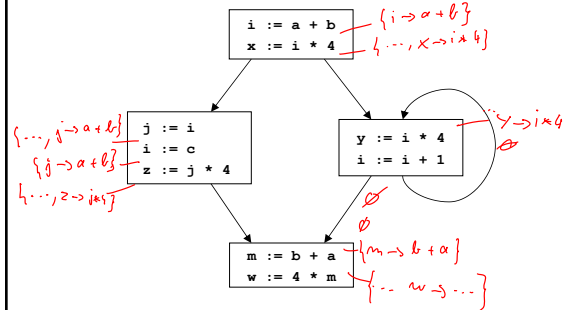 i := a + b
x := i * 4
{i → a + b}
{..., x → i * 4}
j := i
i := c
z := j * 4
{..., j → a + b}
{j → a + b}
{..., z → j * 4}
y := i * 4
i := i + 1
... y → i * 4
∅
∅
∅
m := b + a
w := 4 * m
{m → b + a}
{... w → ...}